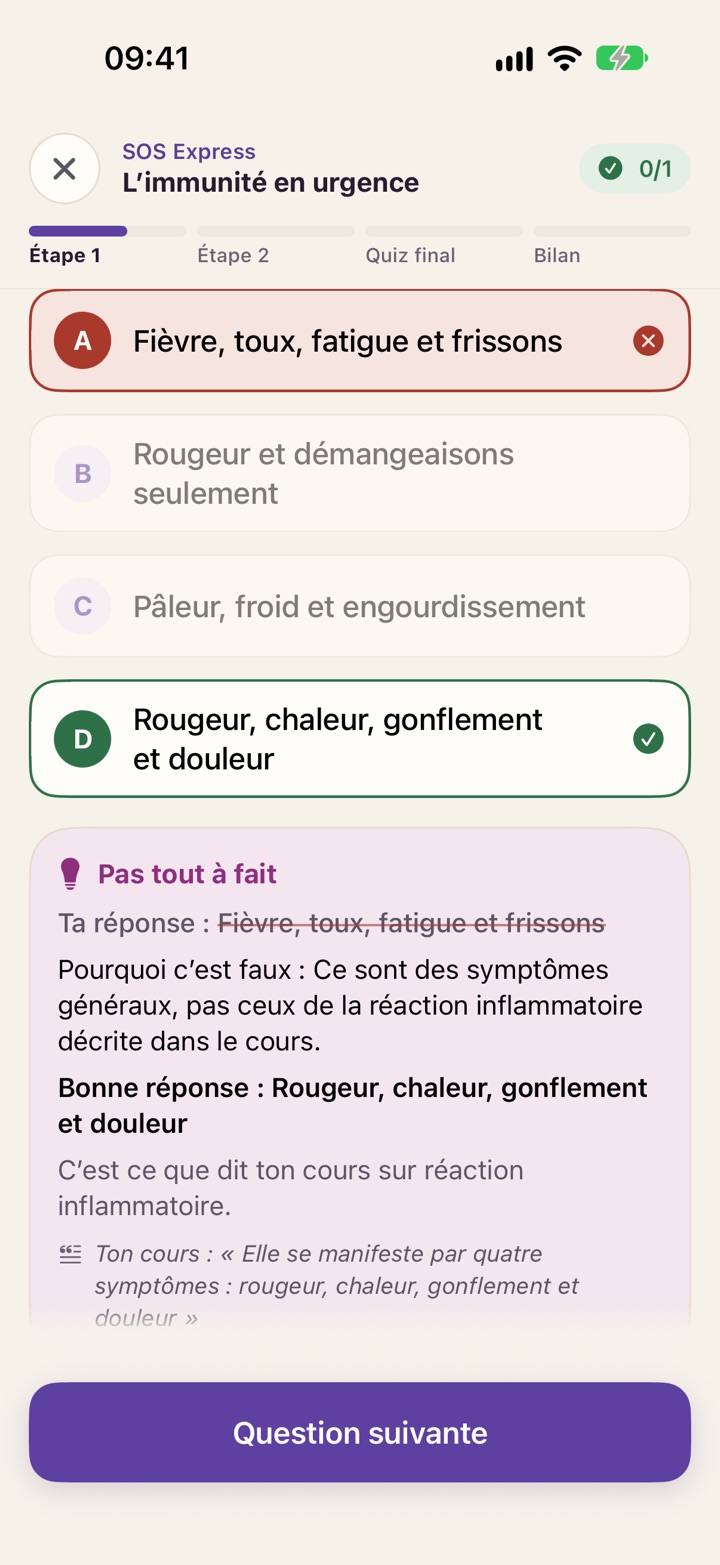 09:41
SOS Express
L’immunité en urgence
0/1
Étape 1
Étape 2
Quiz final
Bilan
A
Fièvre, toux, fatigue et frissons
B
Rougeur et démangeaisons
seulement
C
Pâleur, froid et engourdissement
D
Rougeur, chaleur, gonflement
et douleur
Pas tout à fait
Ta réponse : Fièvre, toux, fatigue et frissons
Pourquoi c’est faux : Ce sont des symptômes
généraux, pas ceux de la réaction inflammatoire
décrite dans le cours.
Bonne réponse : Rougeur, chaleur, gonflement
et douleur
C’est ce que dit ton cours sur réaction
inflammatoire.
Ton cours : « Elle se manifeste par quatre
symptômes : rougeur, chaleur, gonflement et
douleur »
Question suivante